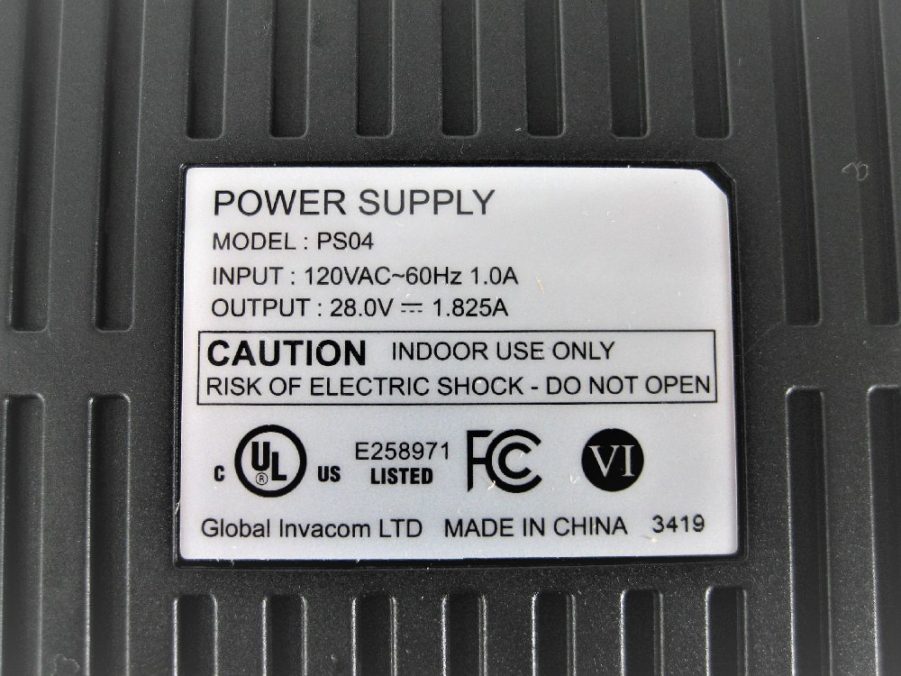 POWER SUPPLY
MODEL : PS04
INPUT : 120VAC~60Hz 1.0A
OUTPUT : 28.0V ⎓ 1.825A
CAUTION INDOOR USE ONLY
RISK OF ELECTRIC SHOCK - DO NOT OPEN
C UL ® US E258971 LISTED FCC VI
Global Invacom LTD MADE IN CHINA 3419